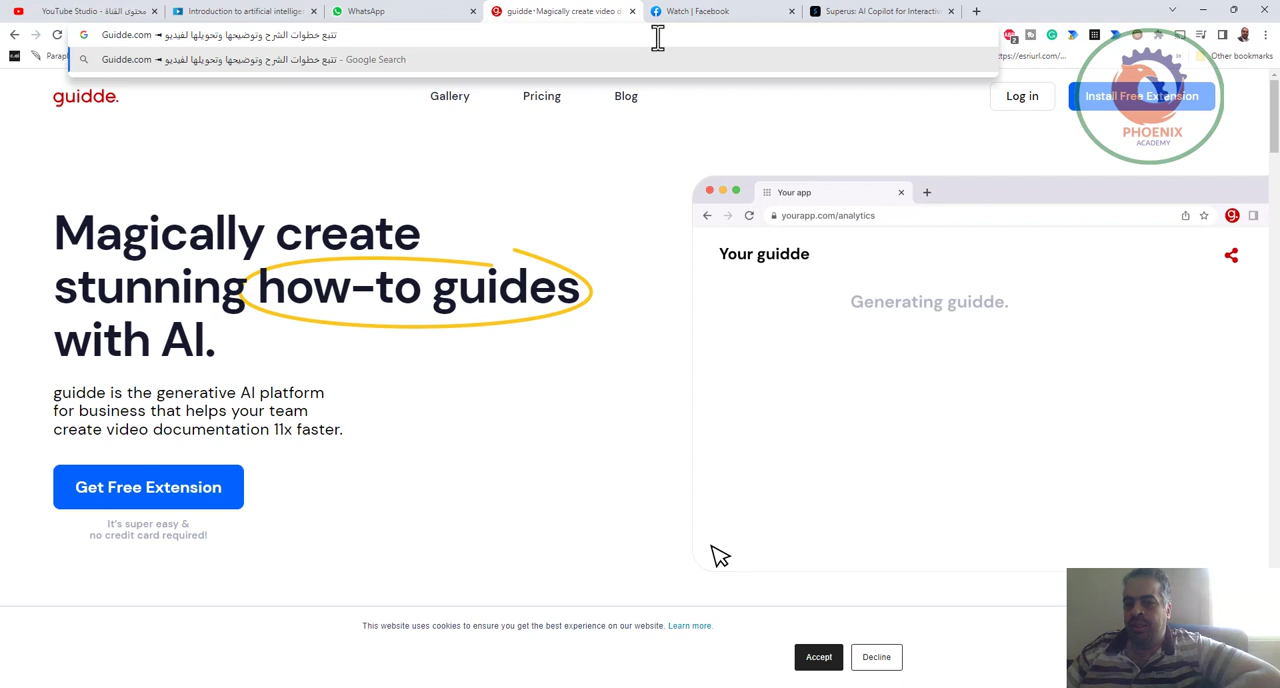 YouTube Studio - محتوى القناة
Introduction to artificial intellige
WhatsApp
guidde•Magically create video d
Watch | Facebook
Superus: AI Copilot for Interactiv
Guidde.com ◄ تتبع خطوات الشرح وتوضيحها وتحويلها لفيديو
Guidde.com ◄ تتبع خطوات الشرح وتوضيحها وتحويلها لفيديو - Google Search
Paraph
https://esriurl.com/...
Other bookmarks
guidde.
Gallery
Pricing
Blog
Log in
Install Free Extension
PHOENIX
ACADEMY
Your app
yourapp.com/analytics
Your guidde
Generating guidde.
Magically create
stunning how-to guides
with AI.
guidde is the generative AI platform
for business that helps your team
create video documentation 11x faster.
Get Free Extension
It's super easy &
no credit card required!
This website uses cookies to ensure you get the best experience on our website. Learn more.
Accept
Decline